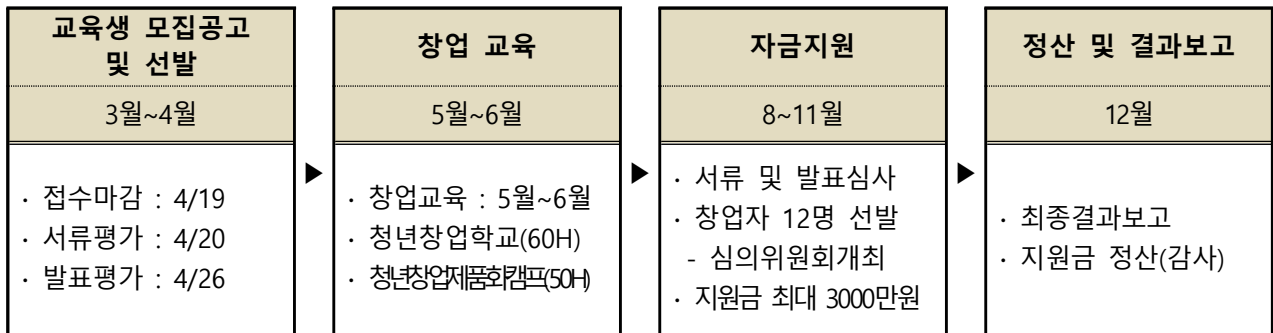 교육생 모집공고
및 선발
3월~4월
· 접수마감 : 4/19
· 서류평가 : 4/20
· 발표평가 : 4/26
▶
창업 교육
5월~6월
· 창업교육 : 5월~6월
· 청년창업학교(60H)
· 청년창업제품화캠프(50H)
▶
자금지원
8~11월
· 서류 및 발표심사
· 창업자 12명 선발
- 심의위원회개최
· 지원금 최대 3000만원
▶
정산 및 결과보고
12월
· 최종결과보고
· 지원금 정산(감사)